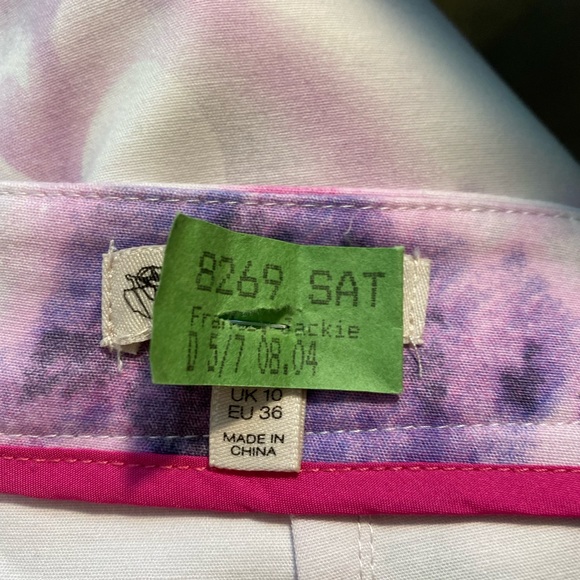 8269 SAT
D 5/7 08.04
UK 10
EU 36
MADE IN
CHINA